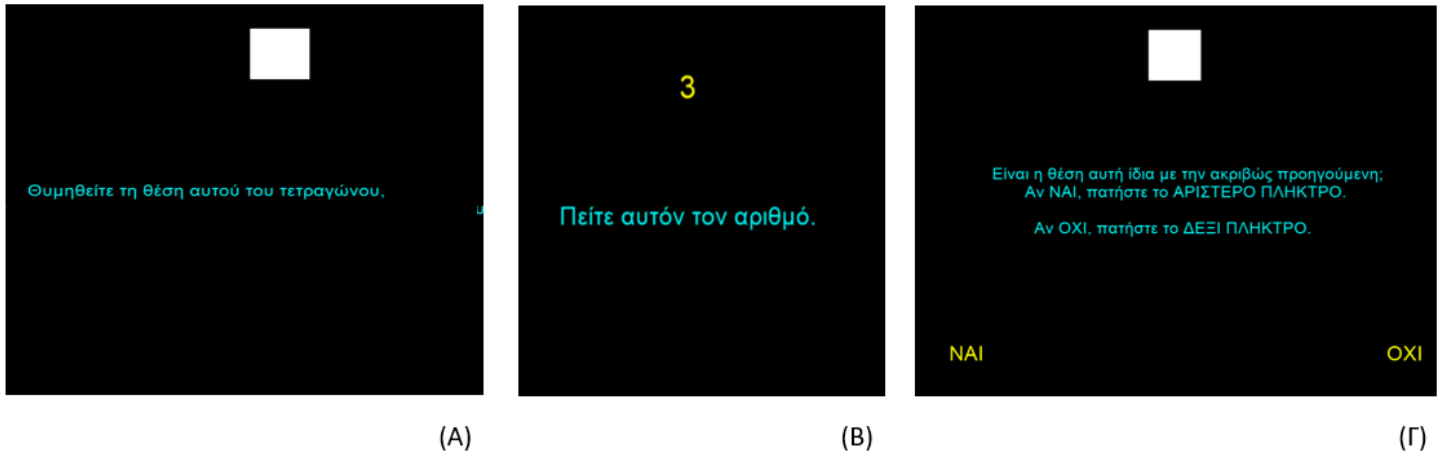 Θυμηθείτε τη θέση αυτού του τετραγώνου,
υ
(Α)
3
Πείτε αυτόν τον αριθμό.
(Β)
Είναι η θέση αυτή ίδια με την ακριβώς προηγούμενη;
Αν ΝΑΙ, πατήστε το ΑΡΙΣΤΕΡΟ ΠΛΗΚΤΡΟ.
Αν ΟΧΙ, πατήστε το ΔΕΞΙ ΠΛΗΚΤΡΟ.
ΝΑΙ
ΟΧΙ
(Γ)